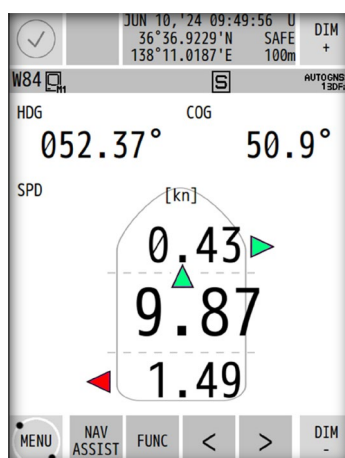 JUN 10, '24 09:49:56 U
36°36.9229'N SAFE
138°11.0187'E 100m
DIM
+
W84 M1 S AUTOGNS
13DF
HDG COG
052.37° 50.9°
SPD [kn]
0.43
9.87
1.49
MENU
NAV
ASSIST
FUNC
<
>
DIM
-